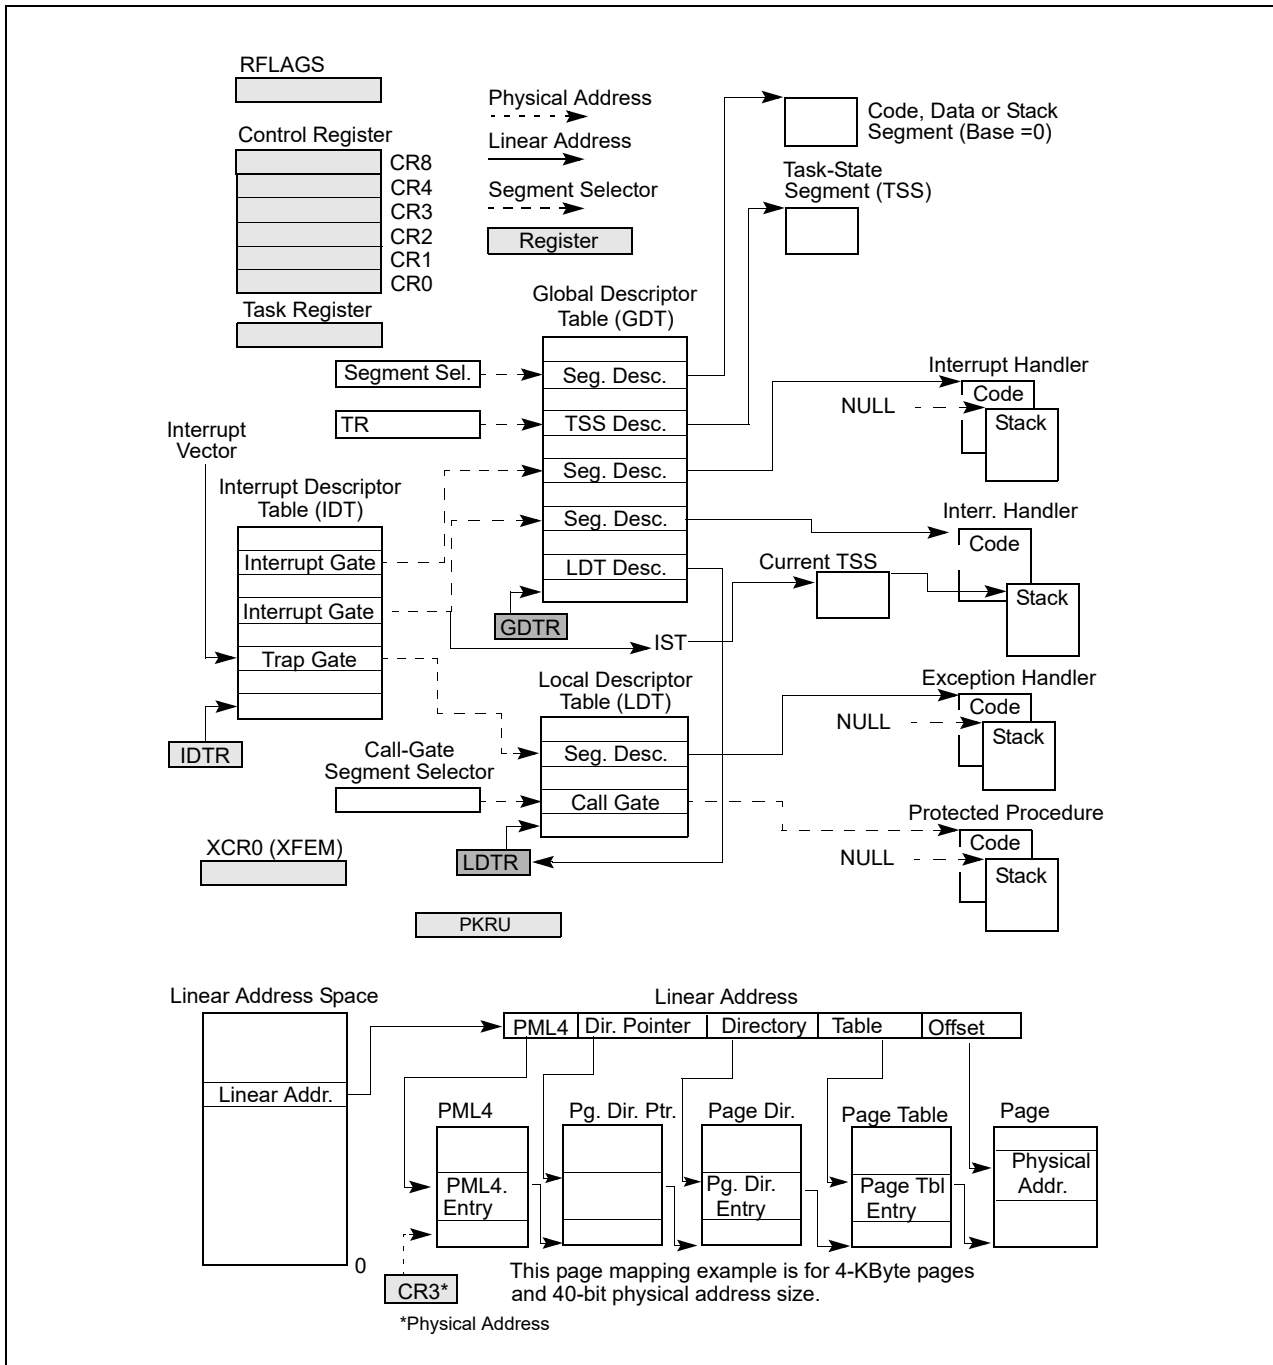 RFLAGS
Control Register
CR8
CR4
CR3
CR2
CR1
CR0
Task Register
Physical Address
Linear Address
Segment Selector
Register
Code, Data or Stack
Segment (Base =0)
Task-State
Segment (TSS)
Global Descriptor
Table (GDT)
Segment Sel.
Seg. Desc.
TR
TSS Desc.
Seg. Desc.
Seg. Desc.
LDT Desc.
GDTR
Interrupt
Vector
Interrupt Descriptor
Table (IDT)
Interrupt Gate
Interrupt Gate
Trap Gate
IDTR
Interrupt Handler
Code
NULL
Stack
Interr. Handler
Code
Current TSS
Stack
IST
Local Descriptor
Table (LDT)
Seg. Desc.
Call-Gate
Segment Selector
Call Gate
LDTR
Exception Handler
Code
NULL
Stack
Protected Procedure
Code
NULL
Stack
XCR0 (XFEM)
PKRU
Linear Address Space
Linear Addr.
0
Linear Address
PML4
Dir. Pointer
Directory
Table
Offset
PML4
Pg. Dir. Ptr.
Page Dir.
Page Table
Page
PML4.
Entry
Pg. Dir.
Entry
Page Tbl
Entry
Physical
Addr.
CR3*
*Physical Address
This page mapping example is for 4-KByte pages
and 40-bit physical address size.